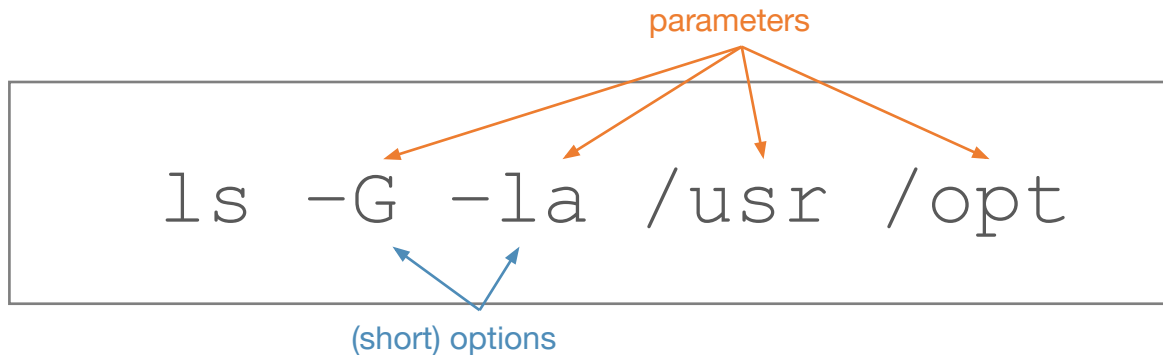 parameters
ls -G -la /usr /opt
(short) options